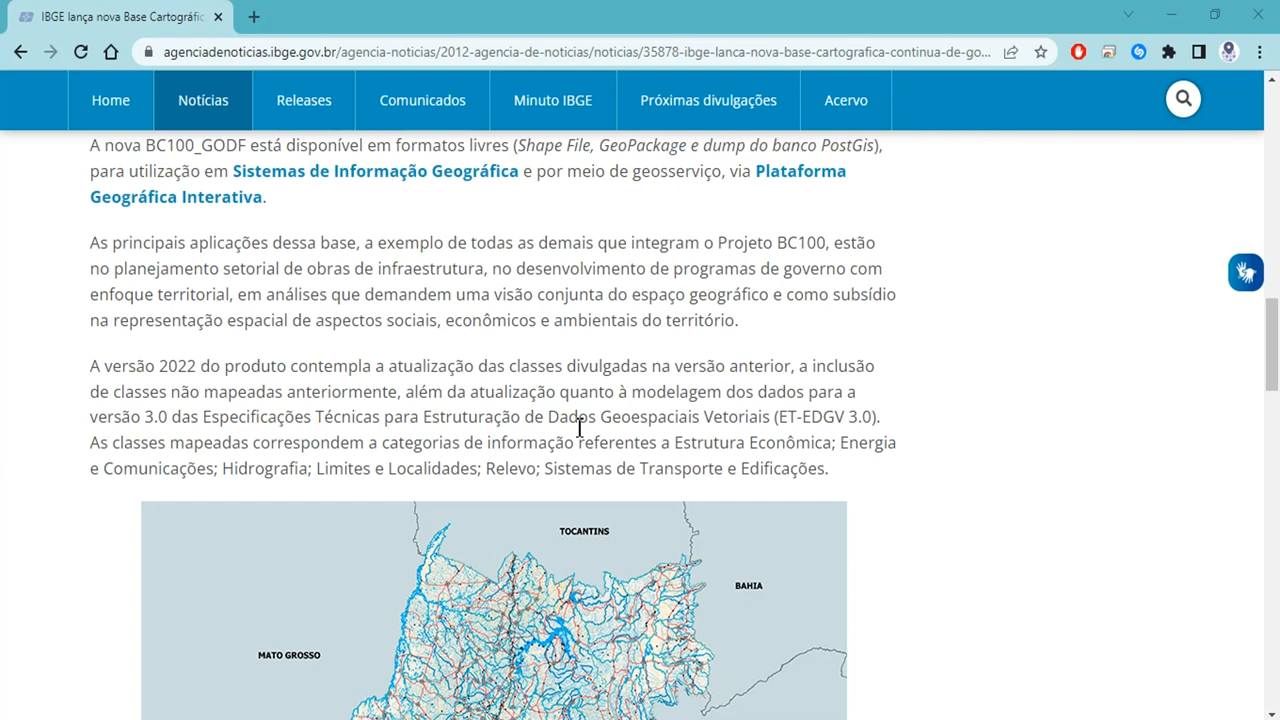 IBGE lança nova Base Cartográfic
agenciadenoticias.ibge.gov.br/agencia-noticias/2012-agencia-de-noticias/noticias/35878-ibge-lanca-nova-base-cartografica-continua-de-go...
Home Notícias Releases Comunicados Minuto IBGE Próximas divulgações Acervo
A nova BC100_GODF está disponível em formatos livres (Shape File, GeoPackage e dump do banco PostGis),
para utilização em Sistemas de Informação Geográfica e por meio de geosserviço, via Plataforma
Geográfica Interativa.
As principais aplicações dessa base, a exemplo de todas as demais que integram o Projeto BC100, estão
no planejamento setorial de obras de infraestrutura, no desenvolvimento de programas de governo com
enfoque territorial, em análises que demandem uma visão conjunta do espaço geográfico e como subsídio
na representação espacial de aspectos sociais, econômicos e ambientais do território.
A versão 2022 do produto contempla a atualização das classes divulgadas na versão anterior, a inclusão
de classes não mapeadas anteriormente, além da atualização quanto à modelagem dos dados para a
versão 3.0 das Especificações Técnicas para Estruturação de Dados Geoespaciais Vetoriais (ET-EDGV 3.0).
As classes mapeadas correspondem a categorias de informação referentes a Estrutura Econômica; Energia
e Comunicações; Hidrografia; Limites e Localidades; Relevo; Sistemas de Transporte e Edificações.
TOCANTINS
BAHIA
MATO GROSSO